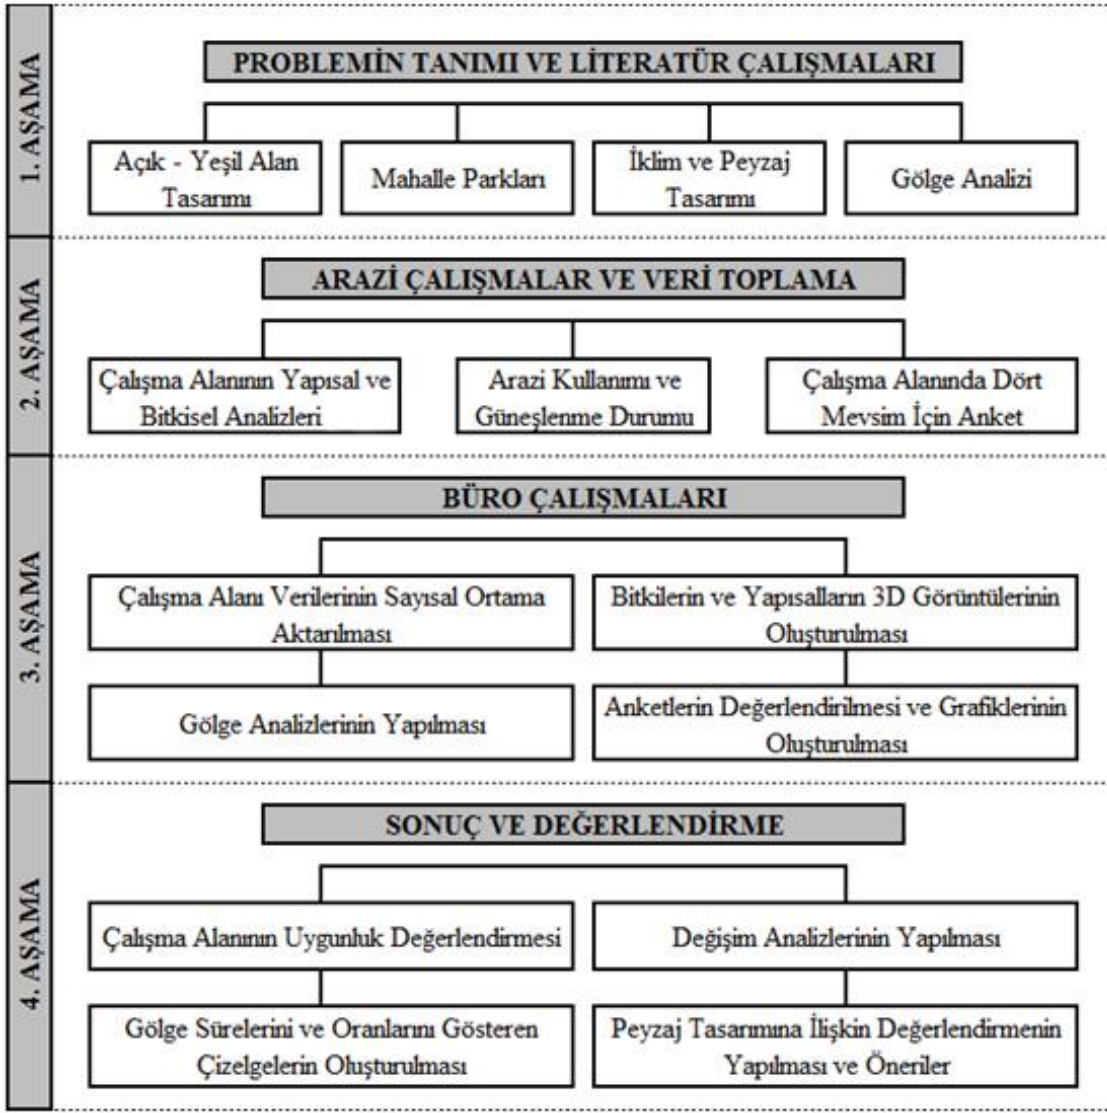 1. AŞAMA
PROBLEMİN TANIMI VE LİTERATÜR ÇALIŞMALARI
Açık - Yeşil Alan
Tasarımı
Mahalle Parkları
İklim ve Peyzaj
Tasarımı
Gölge Analizi
2. AŞAMA
ARAZİ ÇALIŞMALAR VE VERİ TOPLAMA
Çalışma Alanının Yapısal ve
Bitkisel Analizleri
Arazi Kullanımı ve
Güneşlenme Durumu
Çalışma Alanında Dört
Mevsim İçin Anket
3. AŞAMA
BÜRO ÇALIŞMALARI
Çalışma Alanı Verilerinin Sayısal Ortama
Aktarılması
Bitkilerin ve Yapısalların 3D Görüntülerinin
Oluşturulması
Gölge Analizlerinin Yapılması
Anketlerin Değerlendirilmesi ve Grafiklerinin
Oluşturulması
4. AŞAMA
SONUÇ VE DEĞERLENDİRME
Çalışma Alanının Uygunluk Değerlendirmesi
Değişim Analizlerinin Yapılması
Gölge Sürelerini ve Oranlarını Gösteren
Çizelgelerin Oluşturulması
Peyzaj Tasarımına İlişkin Değerlendirmenin
Yapılması ve Öneriler